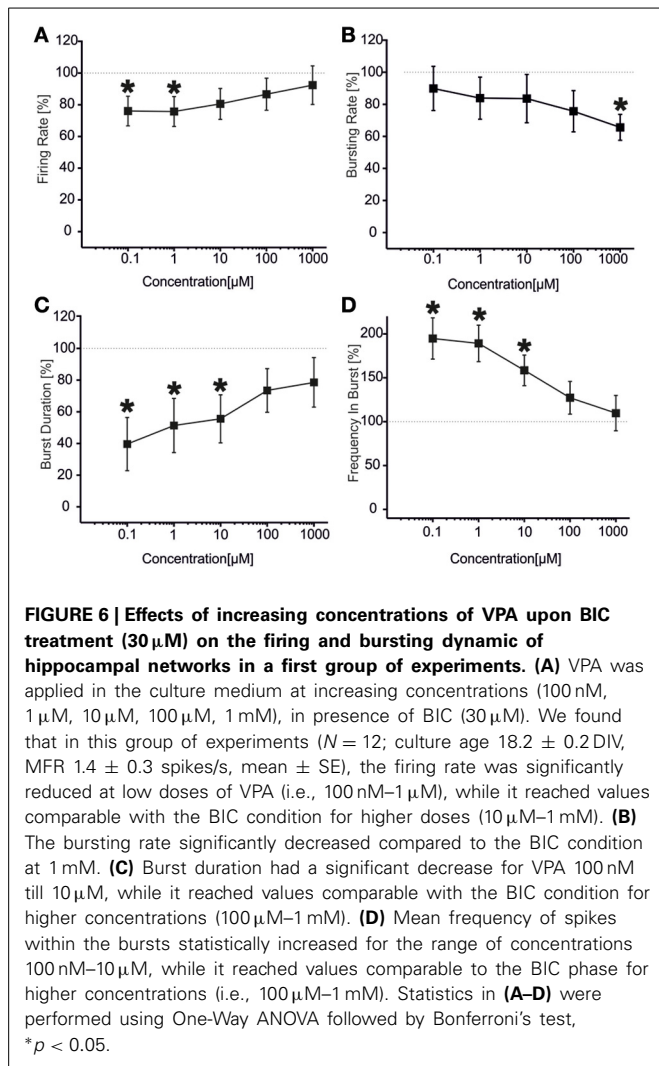 A
120
100
80
60
40
20
0
Firing Rate [%]
* *
0.1 1 10 100 1000
Concentration[µM]
B
120
100
80
60
40
20
0
Bursting Rate [%]
*
0.1 1 10 100 1000
Concentration[µM]
C
120
100
80
60
40
20
0
Burst Duration [%]
* * *
0.1 1 10 100 1000
Concentration[µM]
D
200
150
100
50
0
Frequency In Burst [%]
* * *
0.1 1 10 100 1000
Concentration[µM]
FIGURE 6 | Effects of increasing concentrations of VPA upon BIC
treatment (30 µM) on the firing and bursting dynamic of
hippocampal networks in a first group of experiments. (A) VPA was
applied in the culture medium at increasing concentrations (100 nM,
1 µM, 10 µM, 100 µM, 1 mM), in presence of BIC (30 µM). We found
that in this group of experiments (N = 12; culture age 18.2 ± 0.2 DIV,
MFR 1.4 ± 0.3 spikes/s, mean ± SE), the firing rate was significantly
reduced at low doses of VPA (i.e., 100 nM–1 µM), while it reached values
comparable with the BIC condition for higher doses (10 µM–1 mM). (B)
The bursting rate significantly decreased compared to the BIC condition
at 1 mM. (C) Burst duration had a significant decrease for VPA 100 nM
till 10 µM, while it reached values comparable with the BIC condition for
higher concentrations (100 µM–1 mM). (D) Mean frequency of spikes
within the bursts statistically increased for the range of concentrations
100 nM–10 µM, while it reached values comparable to the BIC phase for
higher concentrations (i.e., 100 µM–1 mM). Statistics in (A–D) were
performed using One-Way ANOVA followed by Bonferroni's test,
*p < 0.05.